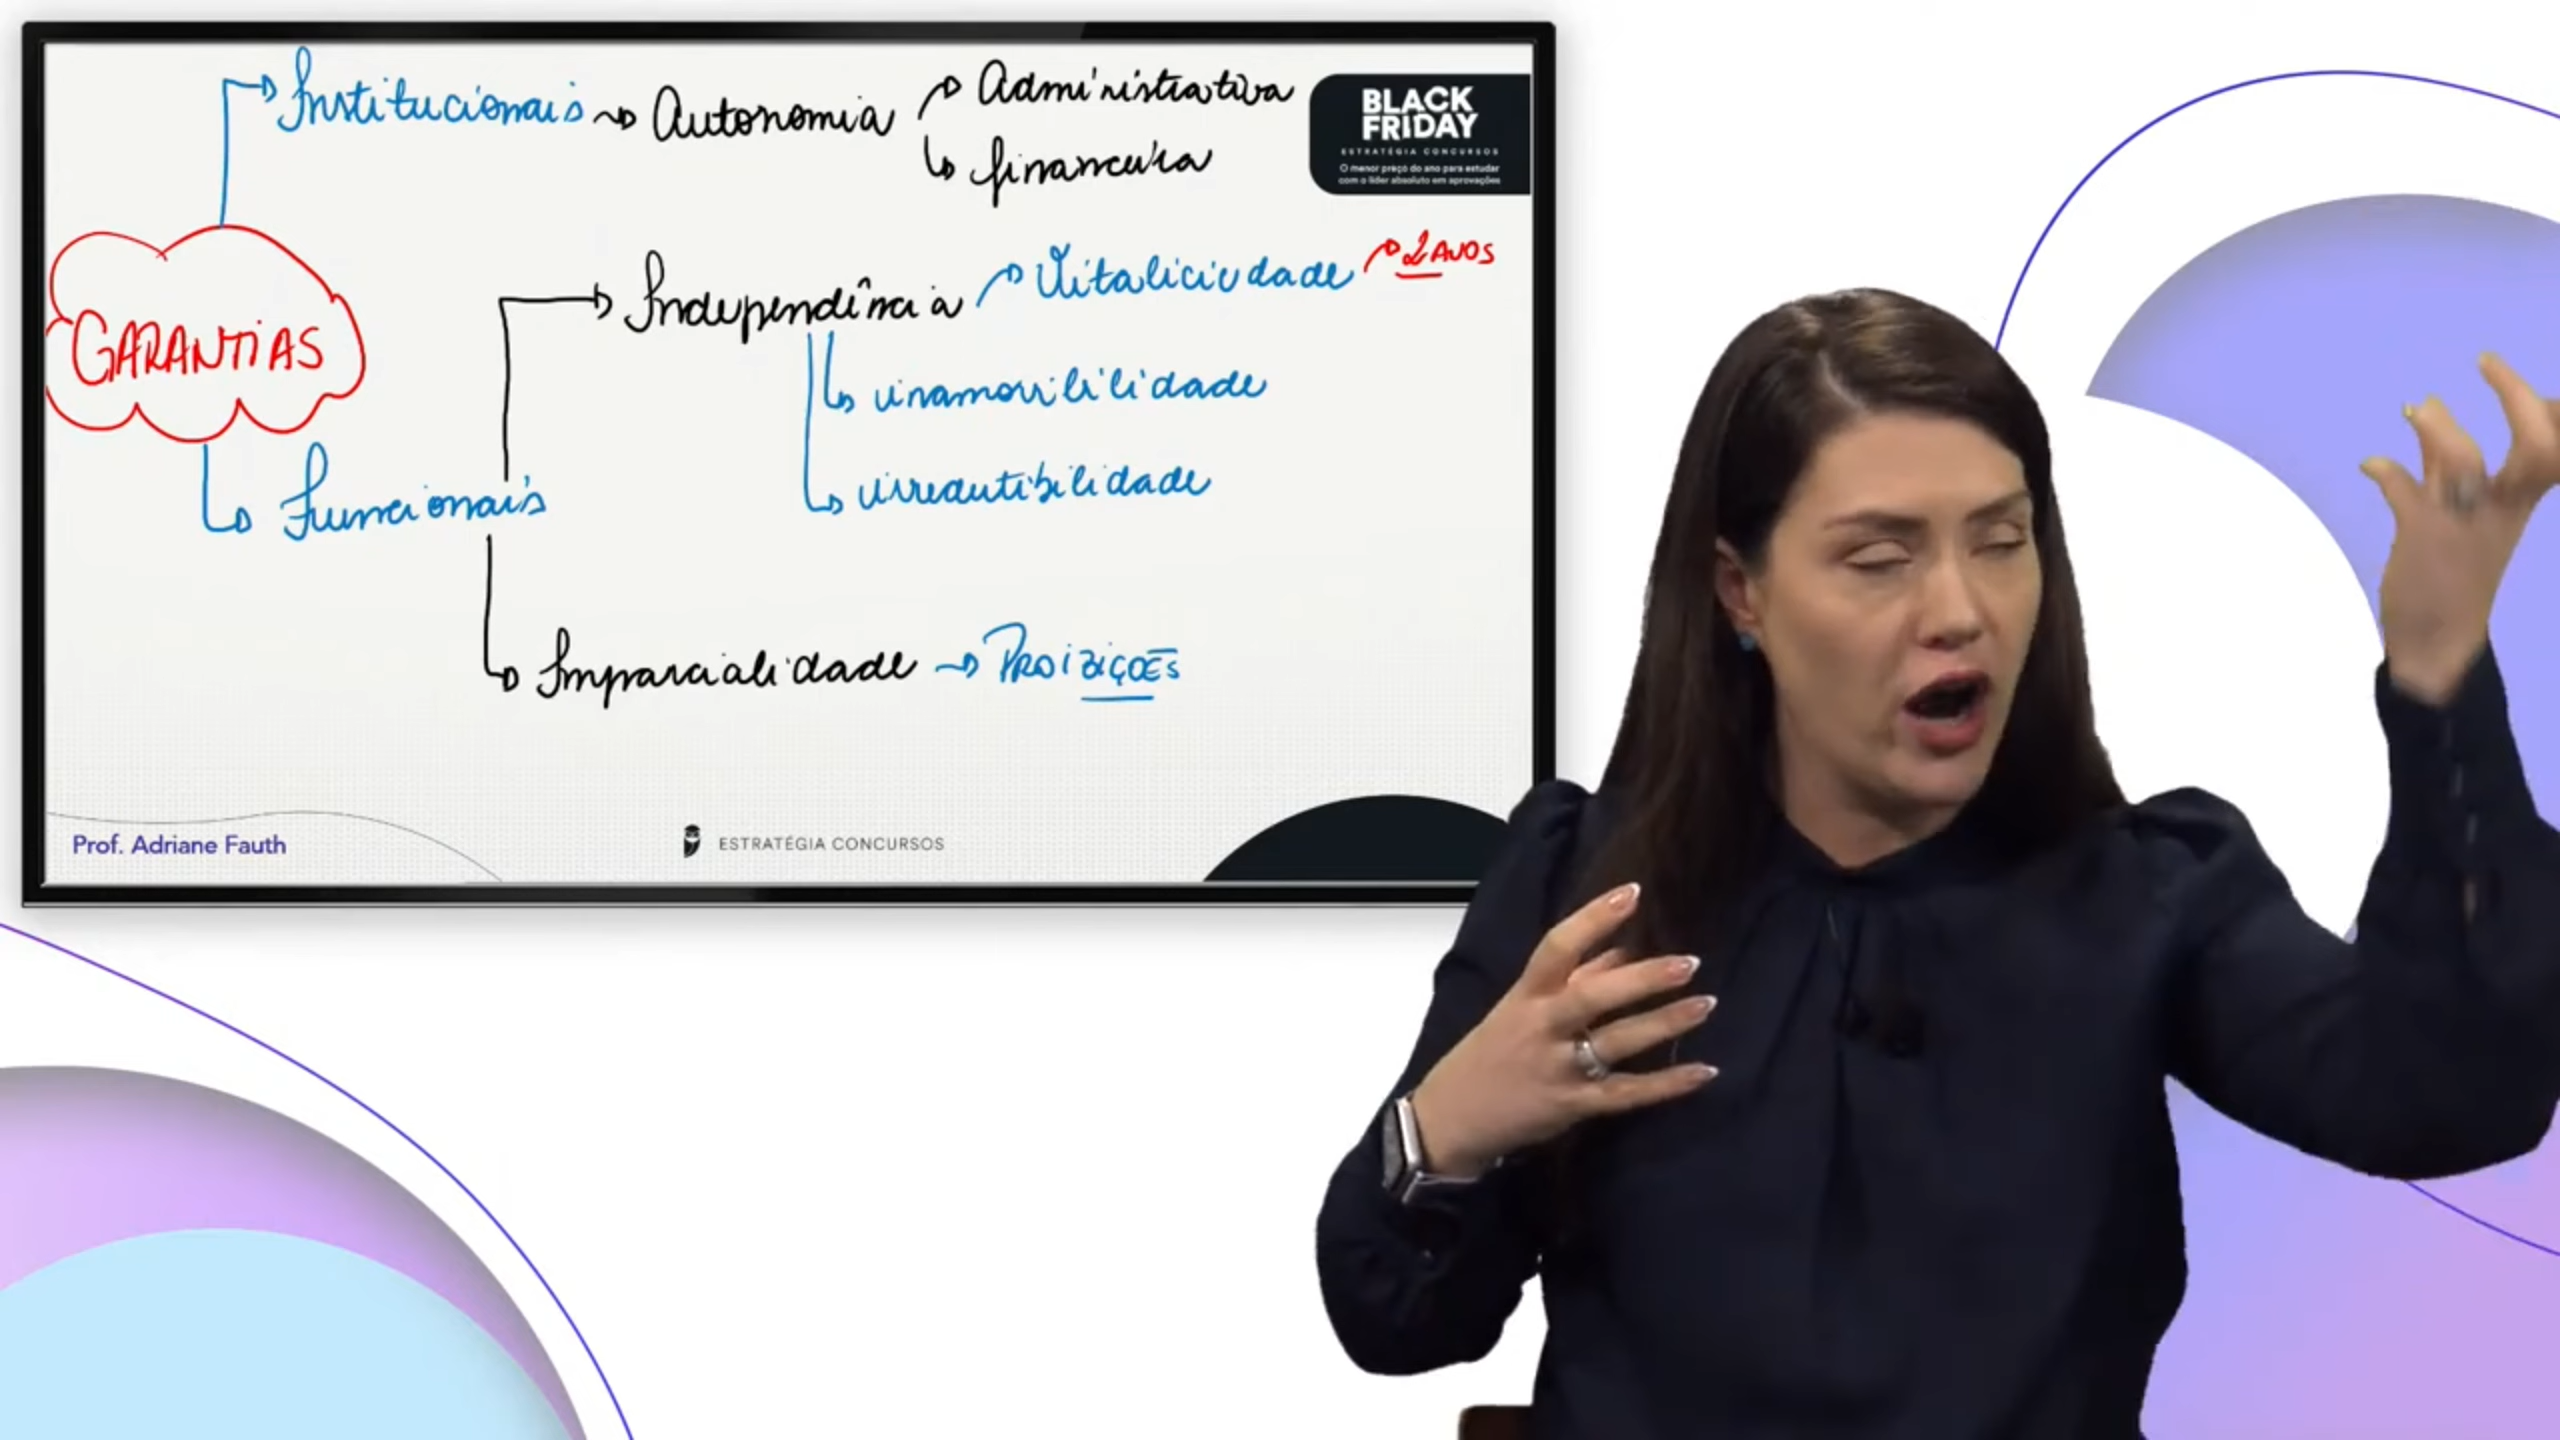 Institucionais Autonomia Administrativa
financeira
BLACK
FRIDAY
ESTRATÉGIA CONCURSOS
O menor preço do ano para estudar
com o líder absoluto em aprovações
GARANTIAS
Independência Vitaliciedade 2 ANOS
inamovibilidade
irredutibilidade
Funcionais
Imparcialidade PROIBIÇÕES
Prof. Adriane Fauth
ESTRATÉGIA CONCURSOS